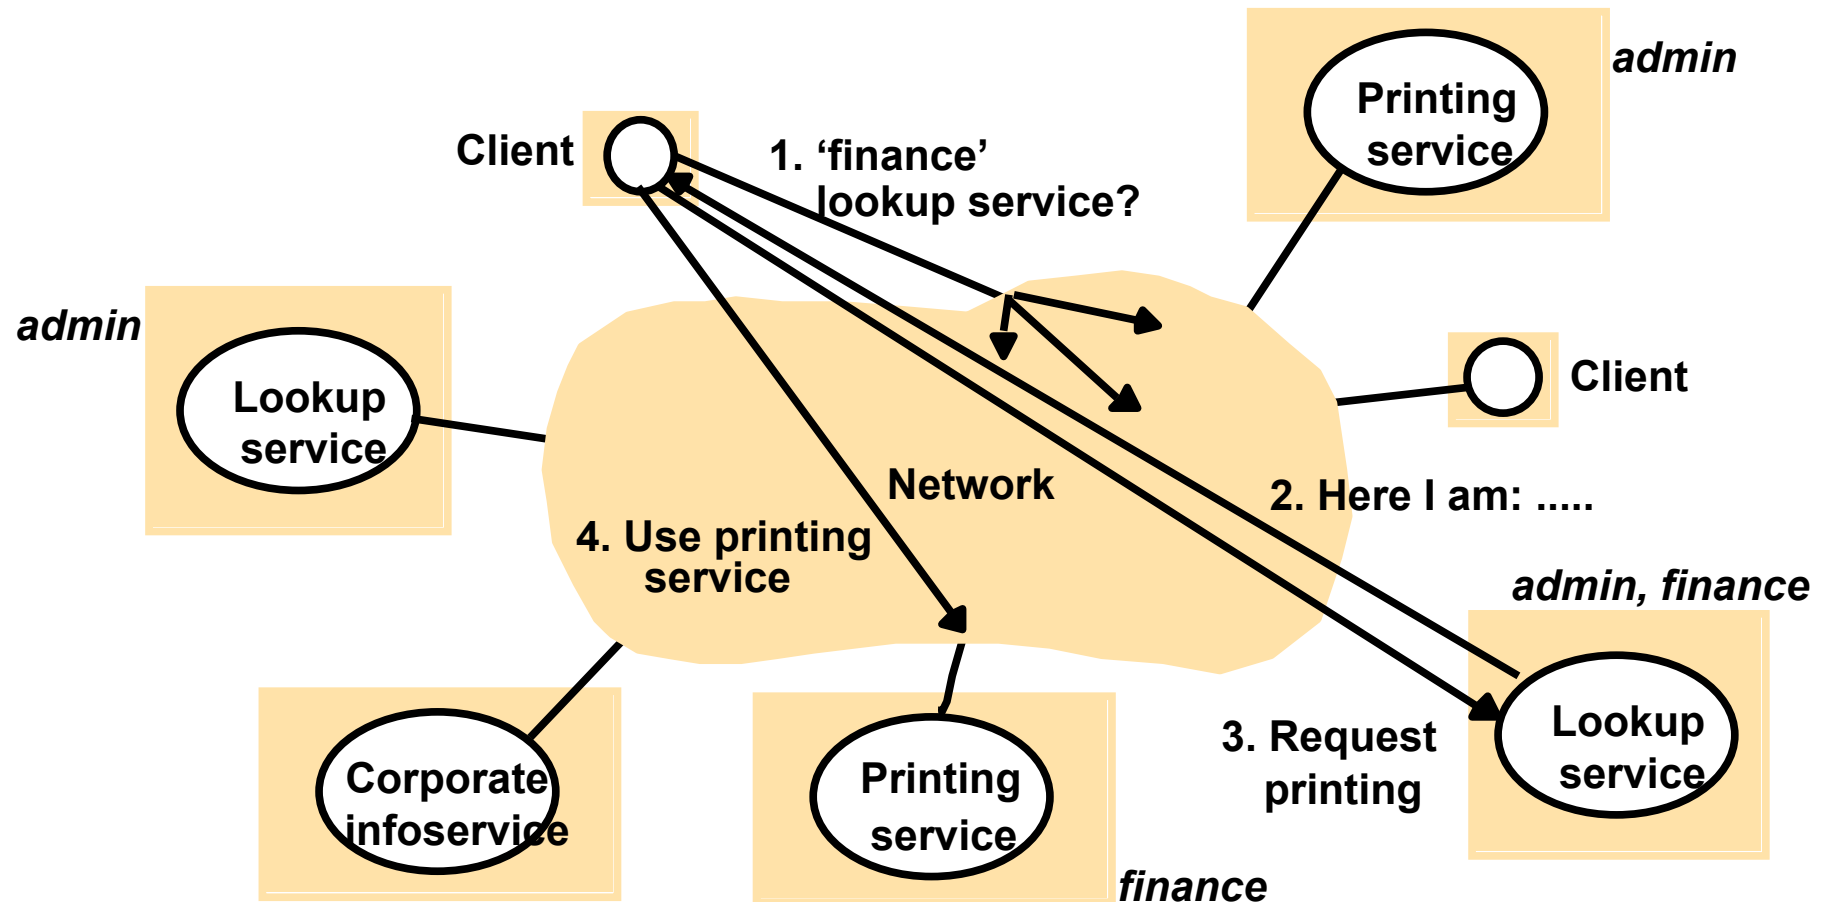 admin
Printing
service
Client
1. ‘finance’
lookup service?
admin
Lookup
service
Client
Network
2. Here I am: .....
4. Use printing
service
admin, finance
3. Request
printing
Lookup
service
Corporate
infoservice
Printing
service
finance